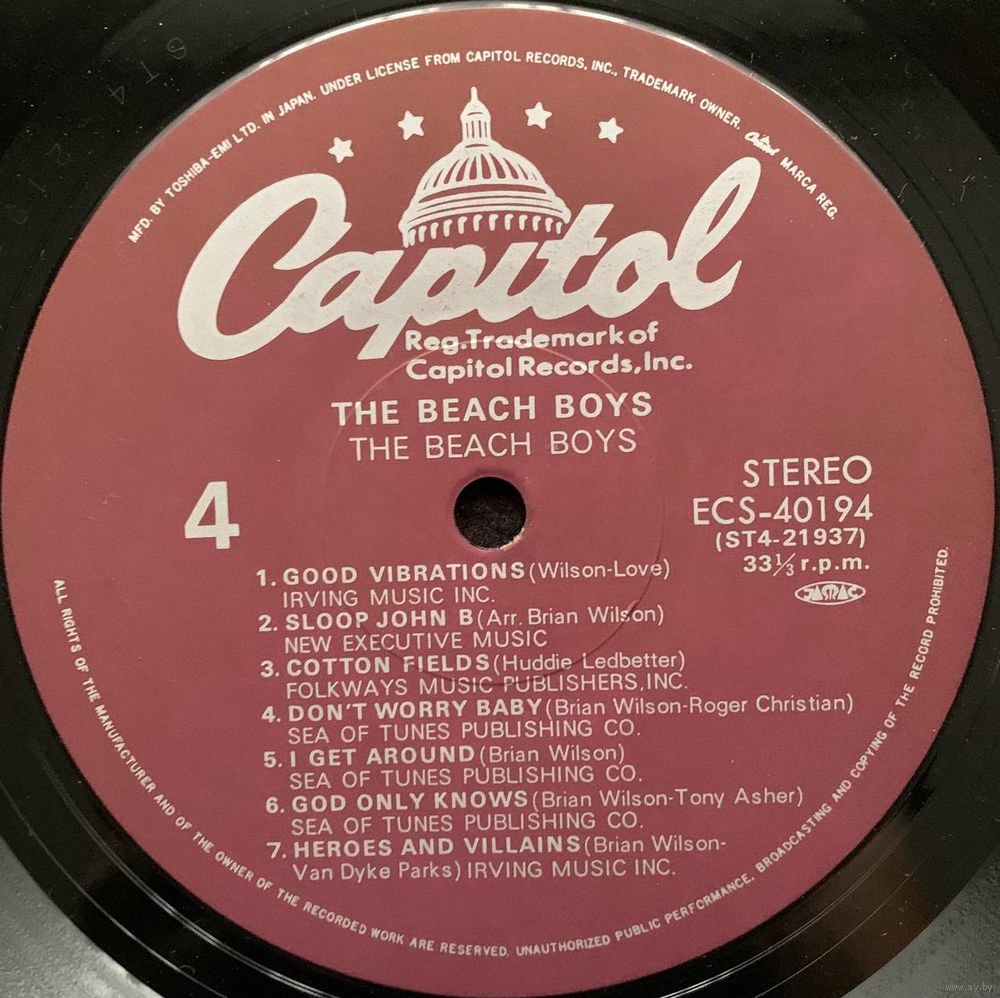 MFD. BY TOSHIBA-EMI LTD. IN JAPAN. UNDER LICENSE FROM CAPITOL RECORDS, INC., TRADEMARK OWNER. Capitol MARCA REG.
Capitol
Reg.Trademark of
Capitol Records,Inc.
THE BEACH BOYS
THE BEACH BOYS
4
STEREO
ECS-40194
(ST4-21937)
33⅓ r.p.m.
JASRAC
1. GOOD VIBRATIONS (Wilson-Love)
IRVING MUSIC INC.
2. SLOOP JOHN B (Arr. Brian Wilson)
NEW EXECUTIVE MUSIC
3. COTTON FIELDS (Huddie Ledbetter)
FOLKWAYS MUSIC PUBLISHERS, INC.
4. DON'T WORRY BABY (Brian Wilson-Roger Christian)
SEA OF TUNES PUBLISHING CO.
5. I GET AROUND (Brian Wilson)
SEA OF TUNES PUBLISHING CO.
6. GOD ONLY KNOWS (Brian Wilson-Tony Asher)
SEA OF TUNES PUBLISHING CO.
7. HEROES AND VILLAINS (Brian Wilson-
Van Dyke Parks) IRVING MUSIC INC.
ALL RIGHTS OF THE MANUFACTURER AND OF THE OWNER OF THE RECORDED WORK ARE RESERVED. UNAUTHORIZED PUBLIC PERFORMANCE, BROADCASTING AND COPYING OF THE RECORD PROHIBITED.
www.ay.by